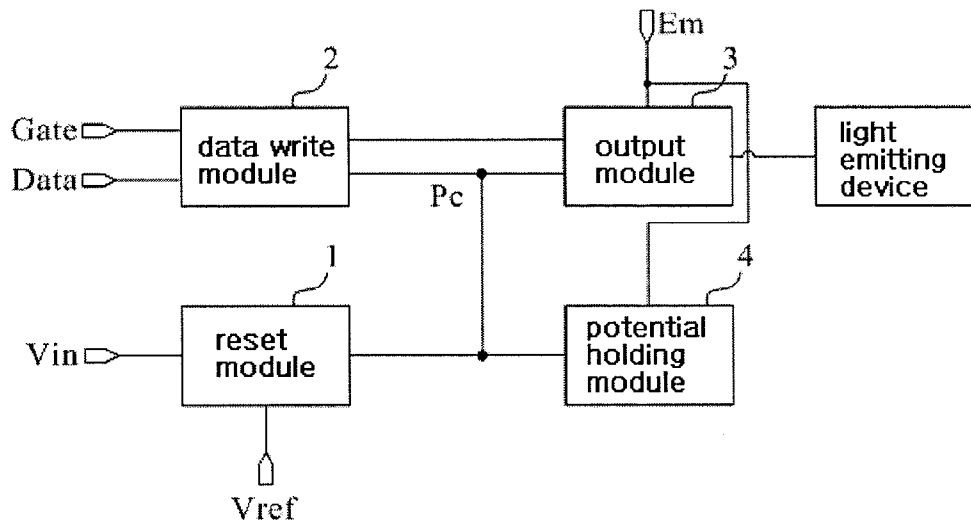 Em
2
3
Gate
Data
data write
module
output
module
light
emitting
device
Pc
1
4
Vin
reset
module
potential
holding
module
Vref